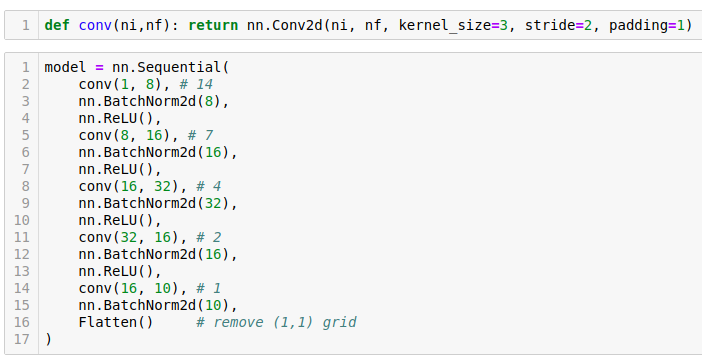 1 def conv(ni,nf): return nn.Conv2d(ni, nf, kernel_size=3, stride=2, padding=1)
1 model = nn.Sequential(
2     conv(1, 8), # 14
3     nn.BatchNorm2d(8),
4     nn.ReLU(),
5     conv(8, 16), # 7
6     nn.BatchNorm2d(16),
7     nn.ReLU(),
8     conv(16, 32), # 4
9     nn.BatchNorm2d(32),
10     nn.ReLU(),
11     conv(32, 16), # 2
12     nn.BatchNorm2d(16),
13     nn.ReLU(),
14     conv(16, 10), # 1
15     nn.BatchNorm2d(10),
16     Flatten()     # remove (1,1) grid
17 )